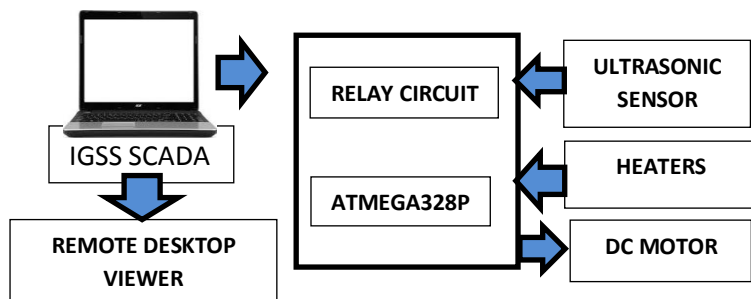 IGSS SCADA
REMOTE DESKTOP
VIEWER
RELAY CIRCUIT
ATMEGA328P
ULTRASONIC
SENSOR
HEATERS
DC MOTOR